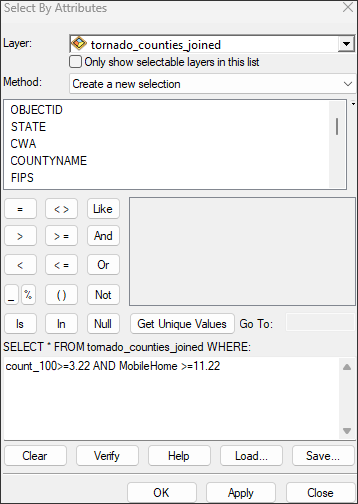 Select By Attributes
Layer: tornado_counties_joined
Only show selectable layers in this list
Method: Create a new selection
OBJECTID
STATE
CWA
COUNTYNAME
FIPS
= < > Like
> > = And
< < = Or
_ % ( ) Not
Is In Null Get Unique Values Go To:
SELECT * FROM tornado_counties_joined WHERE:
count_100>=3.22 AND MobileHome >=11.22
Clear Verify Help Load... Save...
OK Apply Close